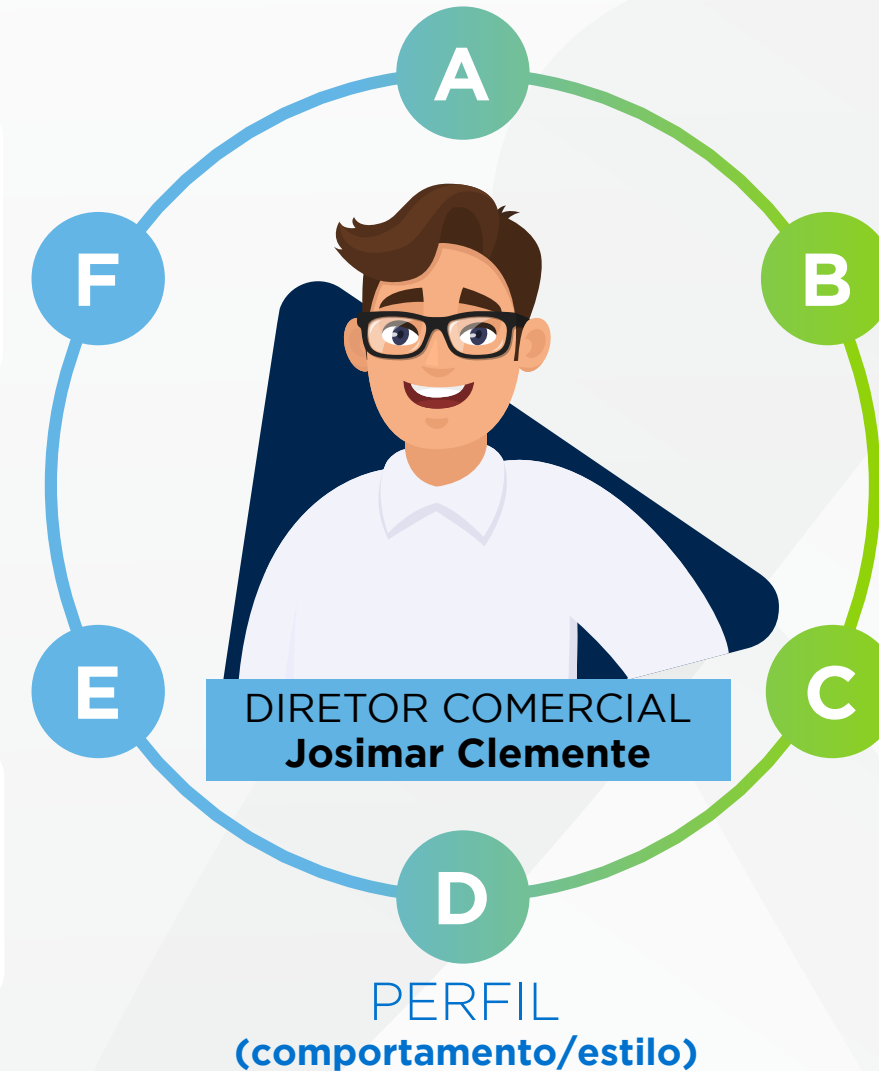 A
F
B
E
C
DIRETOR COMERCIAL
Josimar Clemente
D
PERFIL
(comportamento/estilo)